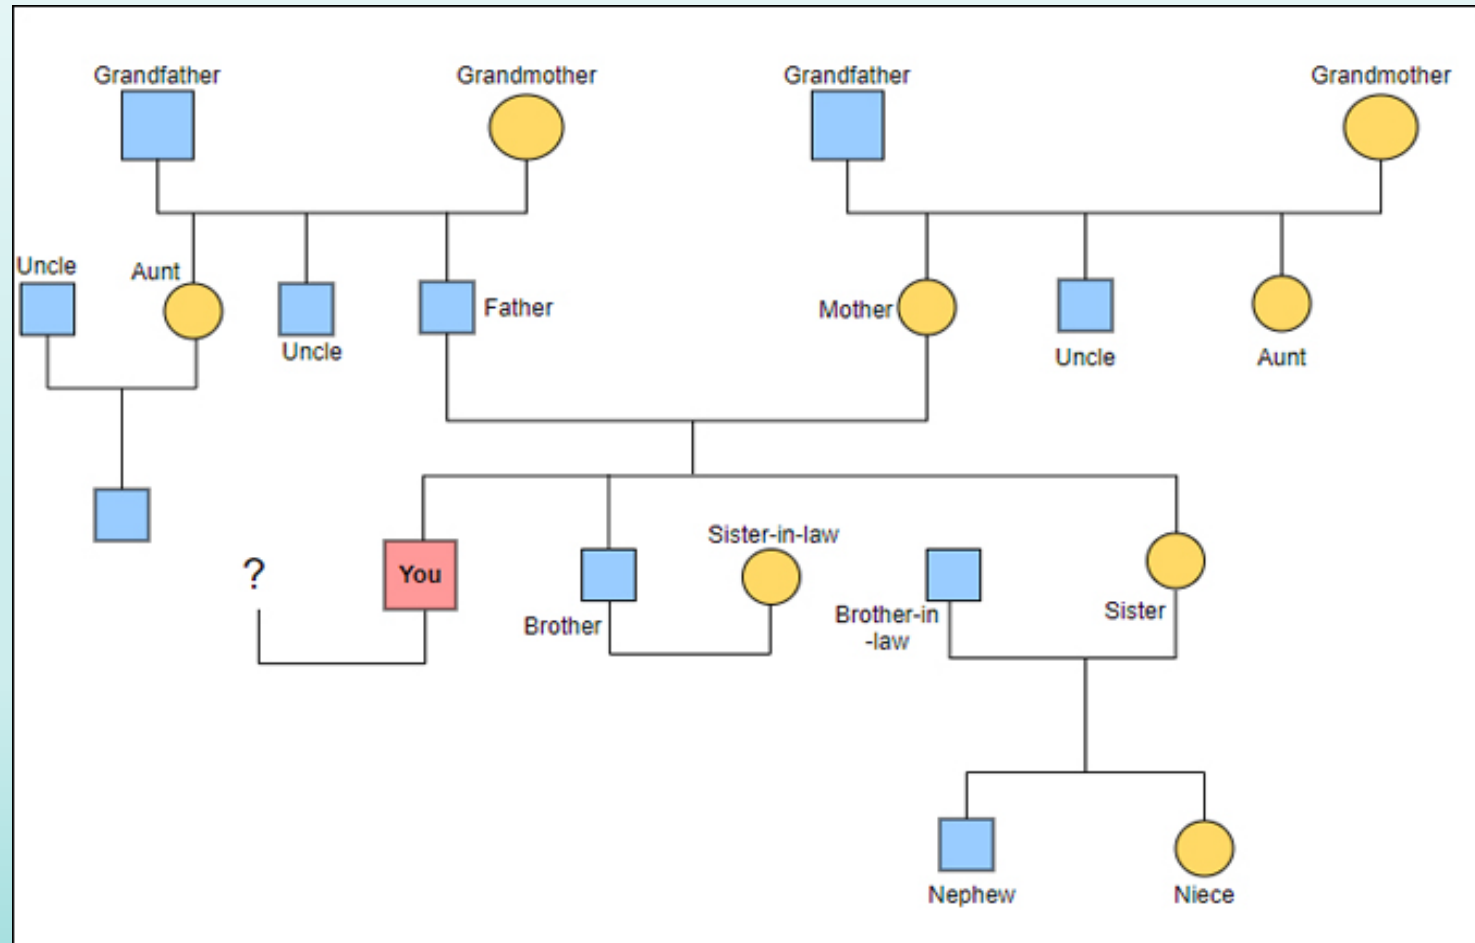 Grandfather
Grandmother
Grandfather
Grandmother
Uncle
Aunt
Uncle
Father
Mother
Uncle
Aunt
?
You
Brother
Sister-in-law
Brother-in
-law
Sister
Nephew
Niece